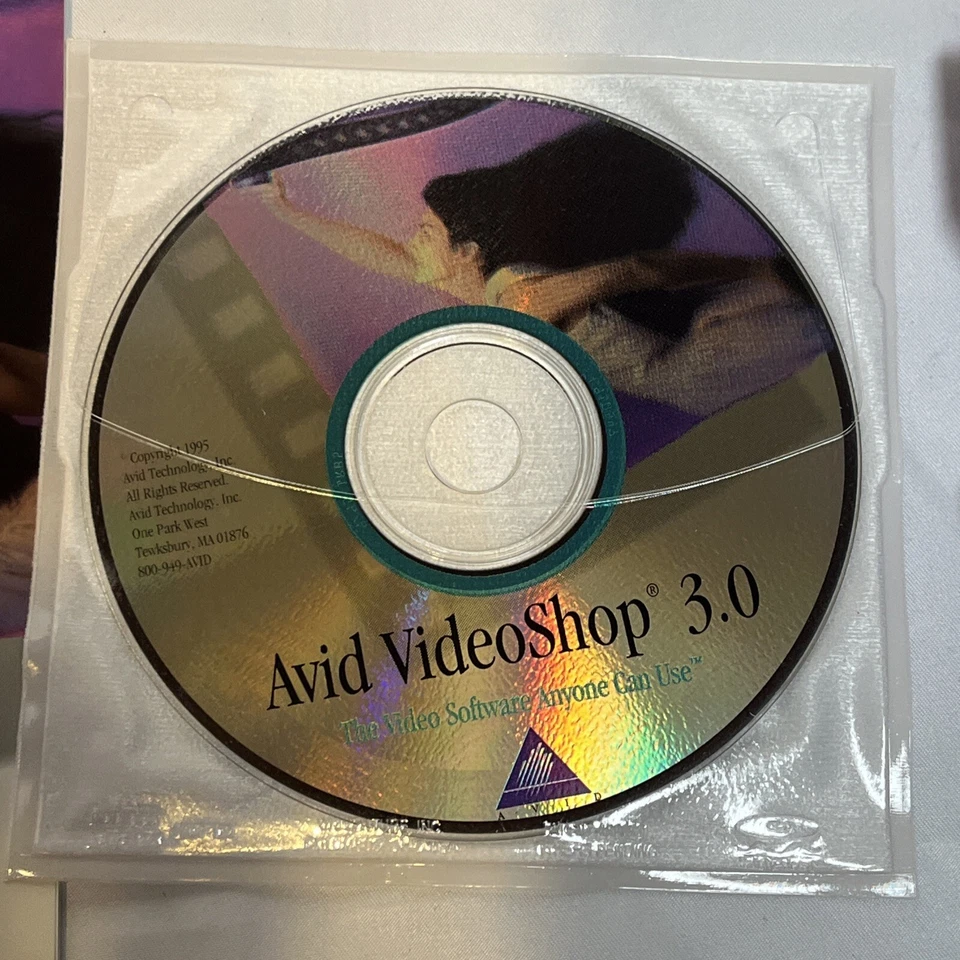 © Copyright 1995
Avid Technology, Inc.
All Rights Reserved.
Avid Technology, Inc.
One Park West
Tewksbury, MA 01876
800-949-AVID
Avid VideoShop® 3.0
The Video Software Anyone Can Use™
AVID